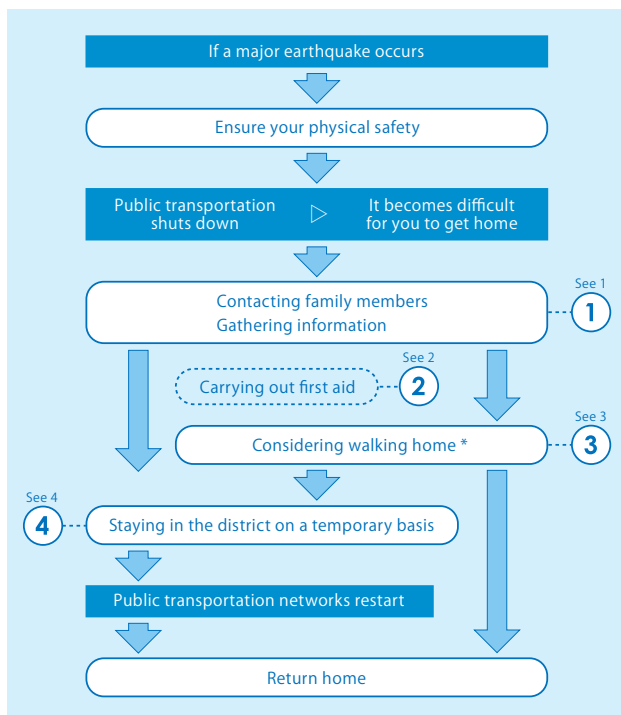 If a major earthquake occurs
Ensure your physical safety
Public transportation
shuts down
It becomes difficult
for you to get home
Contacting family members
Gathering information
See 1
1
See 2
Carrying out first aid
2
See 3
Considering walking home *
3
See 4
4
Staying in the district on a temporary basis
Public transportation networks restart
Return home